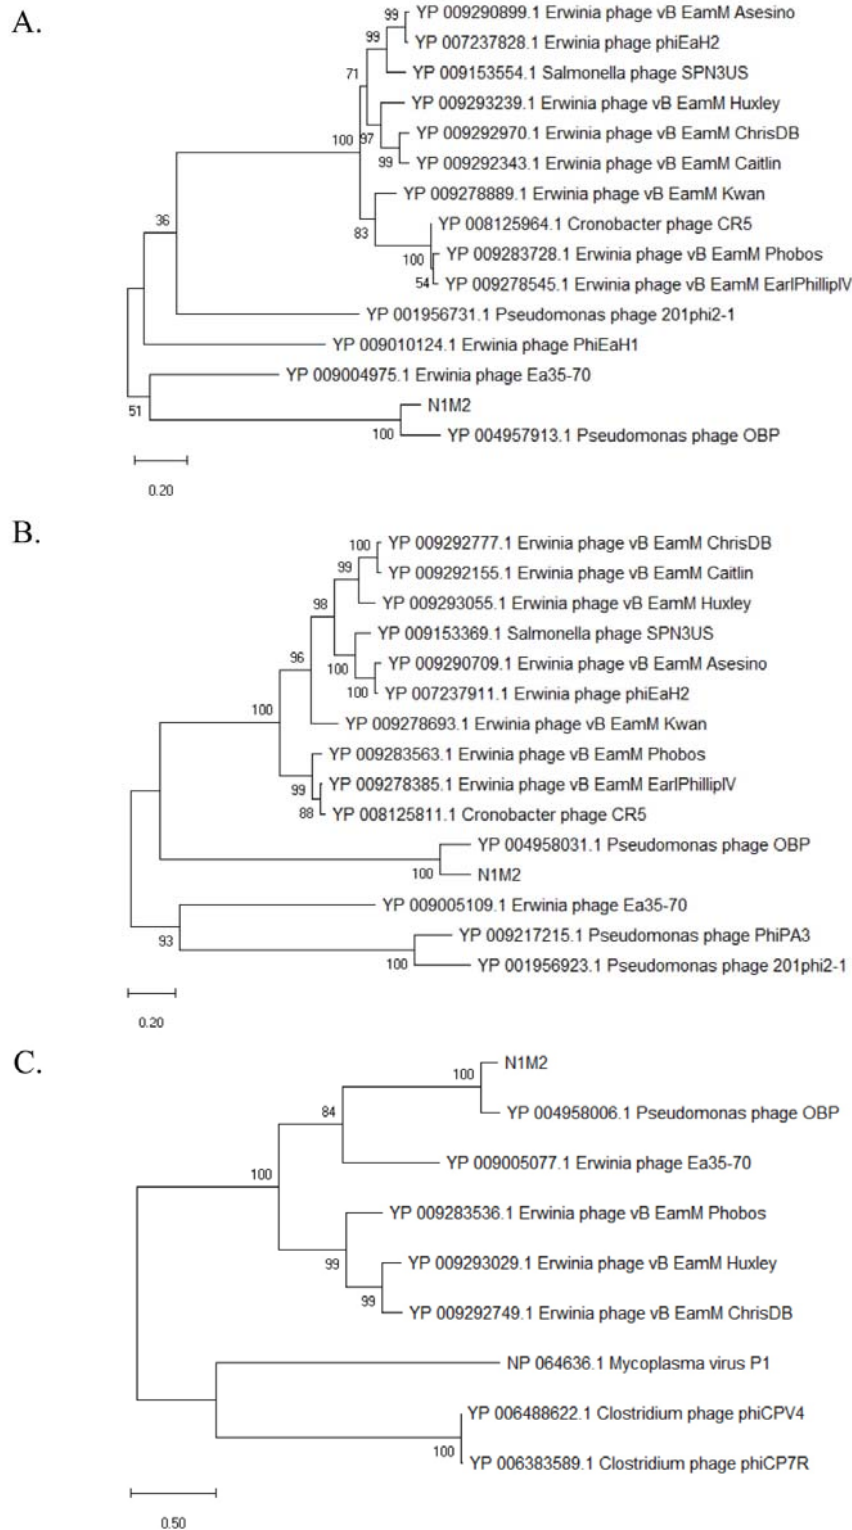 A.
99
YP 009290899.1 Erwinia phage vB EamM Asesino
99
YP 007237828.1 Erwinia phage phiEaH2
71
YP 009153554.1 Salmonella phage SPN3US
YP 009293239.1 Erwinia phage vB EamM Huxley
100
97
YP 009292970.1 Erwinia phage vB EamM ChrisDB
99
YP 009292343.1 Erwinia phage vB EamM Caitlin
YP 009278889.1 Erwinia phage vB EamM Kwan
36
83
YP 008125964.1 Cronobacter phage CR5
100
YP 009283728.1 Erwinia phage vB EamM Phobos
54
YP 009278545.1 Erwinia phage vB EamM EarlPhillipIV
YP 001956731.1 Pseudomonas phage 201phi2-1
YP 009010124.1 Erwinia phage PhiEaH1
YP 009004975.1 Erwinia phage Ea35-70
51
N1M2
100
YP 004957913.1 Pseudomonas phage OBP
0.20
B.
100
YP 009292777.1 Erwinia phage vB EamM ChrisDB
99
YP 009292155.1 Erwinia phage vB EamM Caitlin
98
YP 009293055.1 Erwinia phage vB EamM Huxley
YP 009153369.1 Salmonella phage SPN3US
96
100
YP 009290709.1 Erwinia phage vB EamM Asesino
100
YP 007237911.1 Erwinia phage phiEaH2
100
YP 009278693.1 Erwinia phage vB EamM Kwan
YP 009283563.1 Erwinia phage vB EamM Phobos
99
YP 009278385.1 Erwinia phage vB EamM EarlPhillipIV
88
YP 008125811.1 Cronobacter phage CR5
YP 004958031.1 Pseudomonas phage OBP
100
N1M2
YP 009005109.1 Erwinia phage Ea35-70
93
YP 009217215.1 Pseudomonas phage PhiPA3
100
YP 001956923.1 Pseudomonas phage 201phi2-1
0.20
C.
N1M2
100
84
YP 004958006.1 Pseudomonas phage OBP
YP 009005077.1 Erwinia phage Ea35-70
100
YP 009283536.1 Erwinia phage vB EamM Phobos
99
YP 009293029.1 Erwinia phage vB EamM Huxley
99
YP 009292749.1 Erwinia phage vB EamM ChrisDB
NP 064636.1 Mycoplasma virus P1
YP 006488622.1 Clostridium phage phiCPV4
100
YP 006383589.1 Clostridium phage phiCP7R
0.50